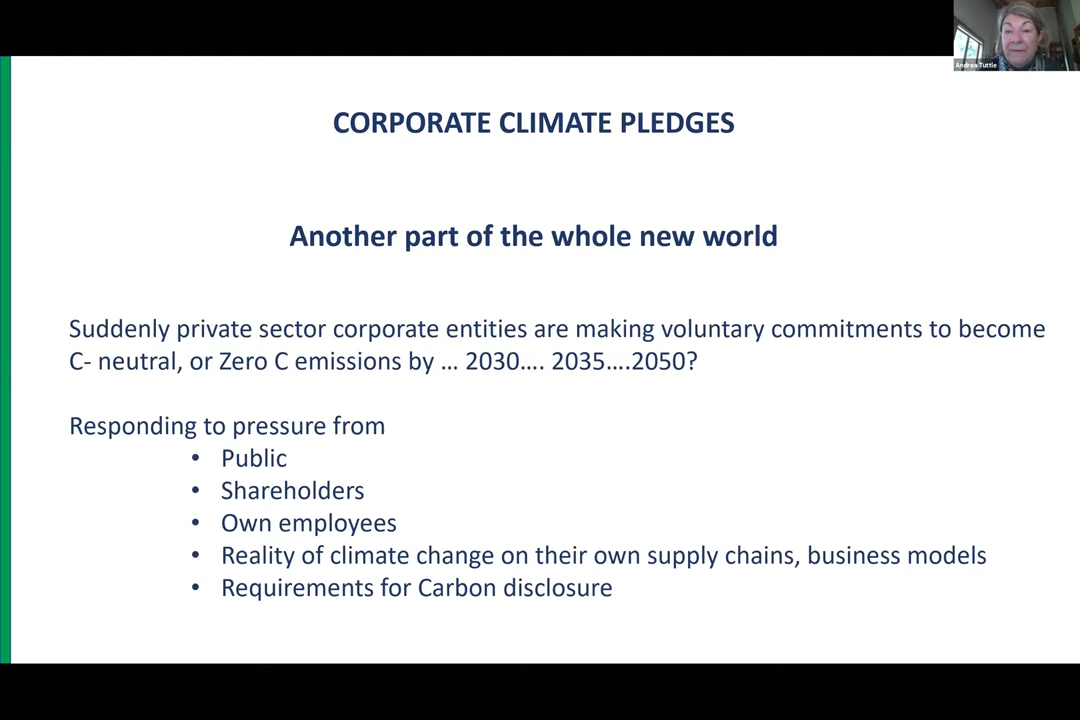 Andrea Tuttle
CORPORATE CLIMATE PLEDGES
Another part of the whole new world
Suddenly private sector corporate entities are making voluntary commitments to become
C- neutral, or Zero C emissions by ... 2030.... 2035....2050?
Responding to pressure from
• Public
• Shareholders
• Own employees
• Reality of climate change on their own supply chains, business models
• Requirements for Carbon disclosure